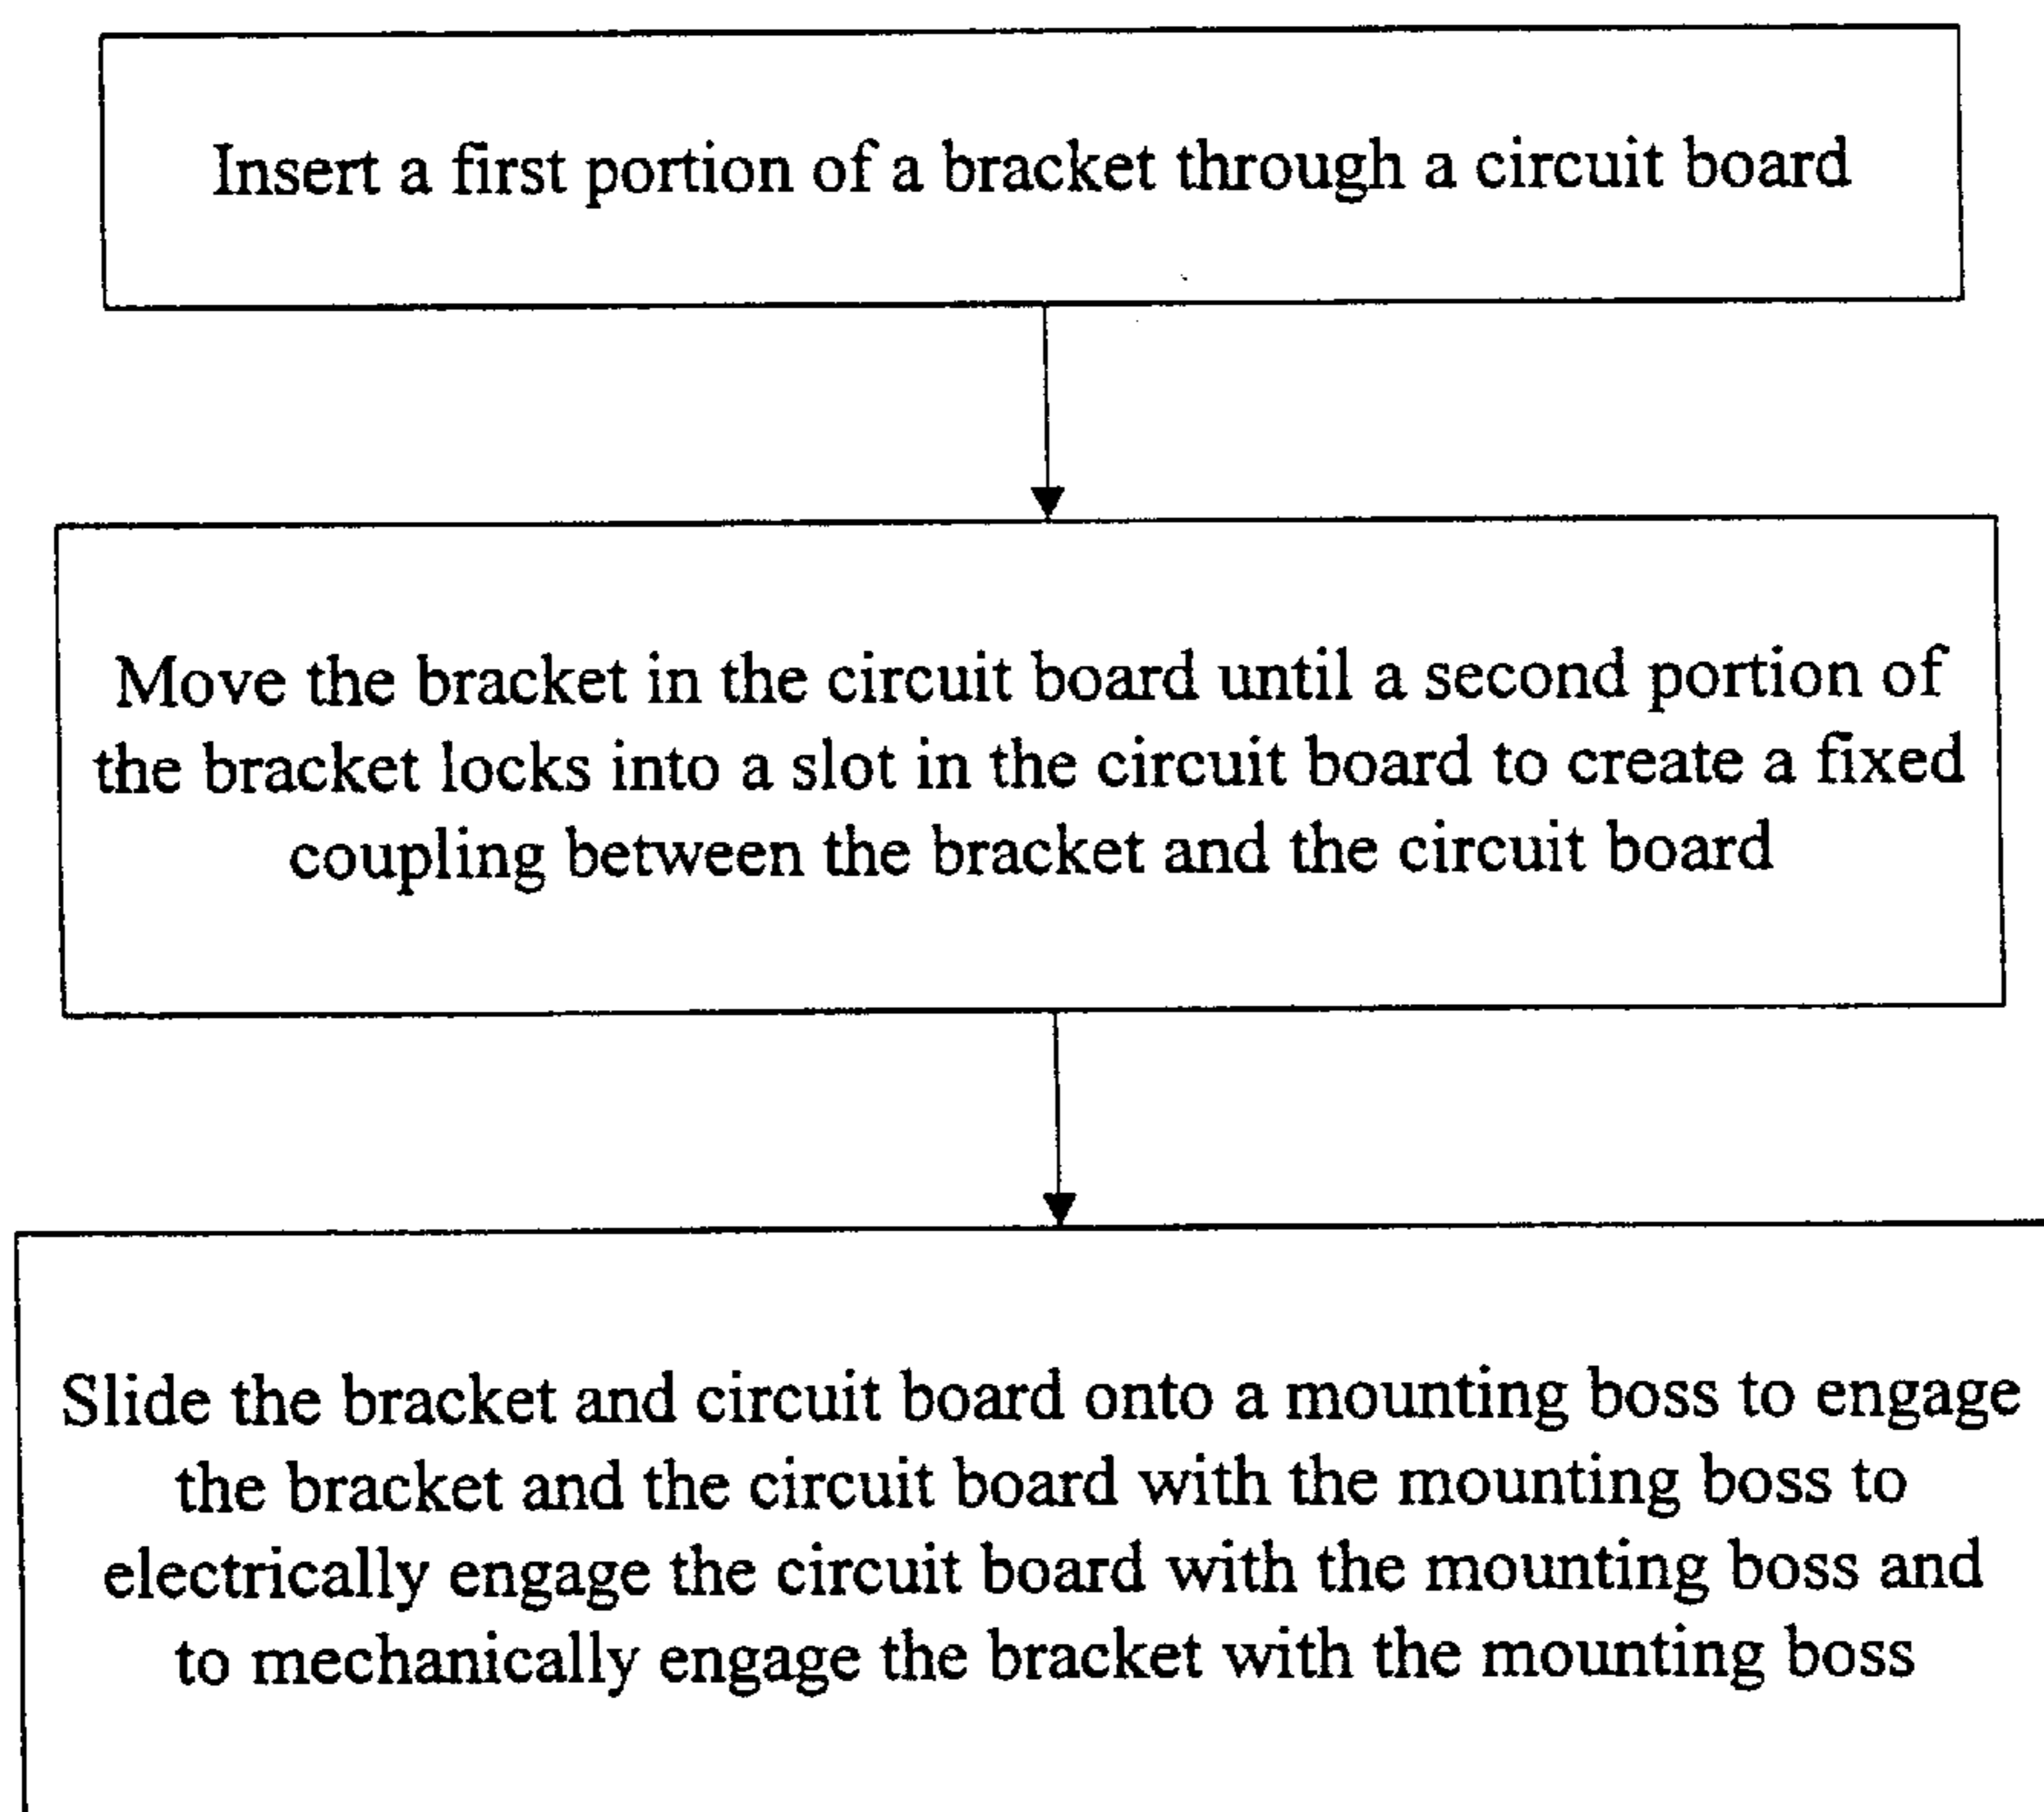 Insert a first portion of a bracket through a circuit board
Move the bracket in the circuit board until a second portion of
the bracket locks into a slot in the circuit board to create a fixed
coupling between the bracket and the circuit board
Slide the bracket and circuit board onto a mounting boss to engage
the bracket and the circuit board with the mounting boss to
electrically engage the circuit board with the mounting boss and
to mechanically engage the bracket with the mounting boss